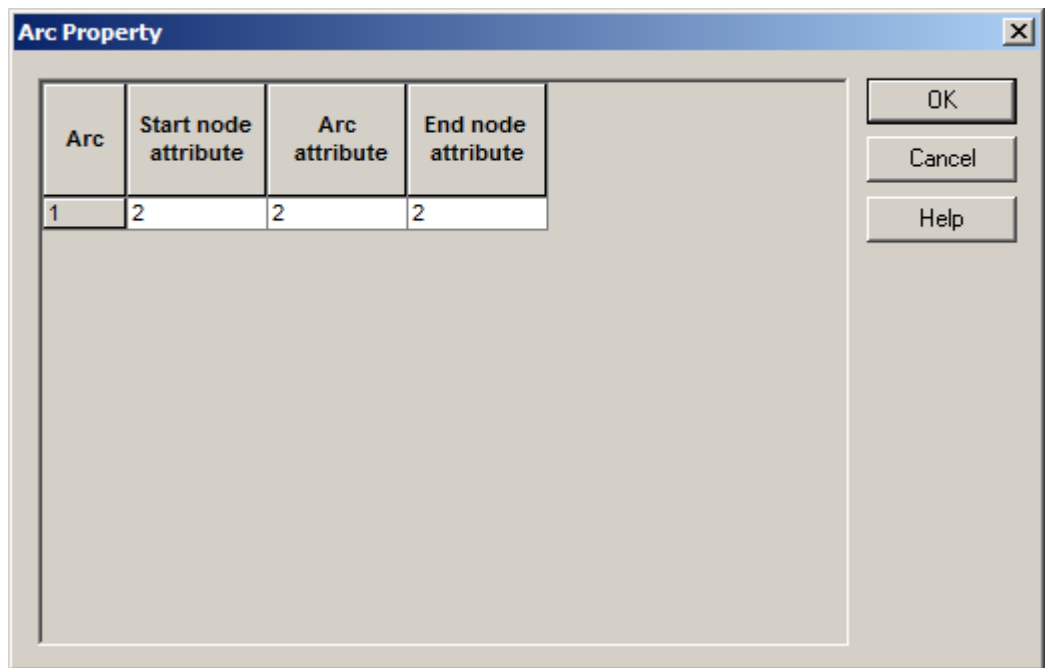 Arc Property
Arc
Start node
attribute
Arc
attribute
End node
attribute
1 2 2 2
OK
Cancel
Help